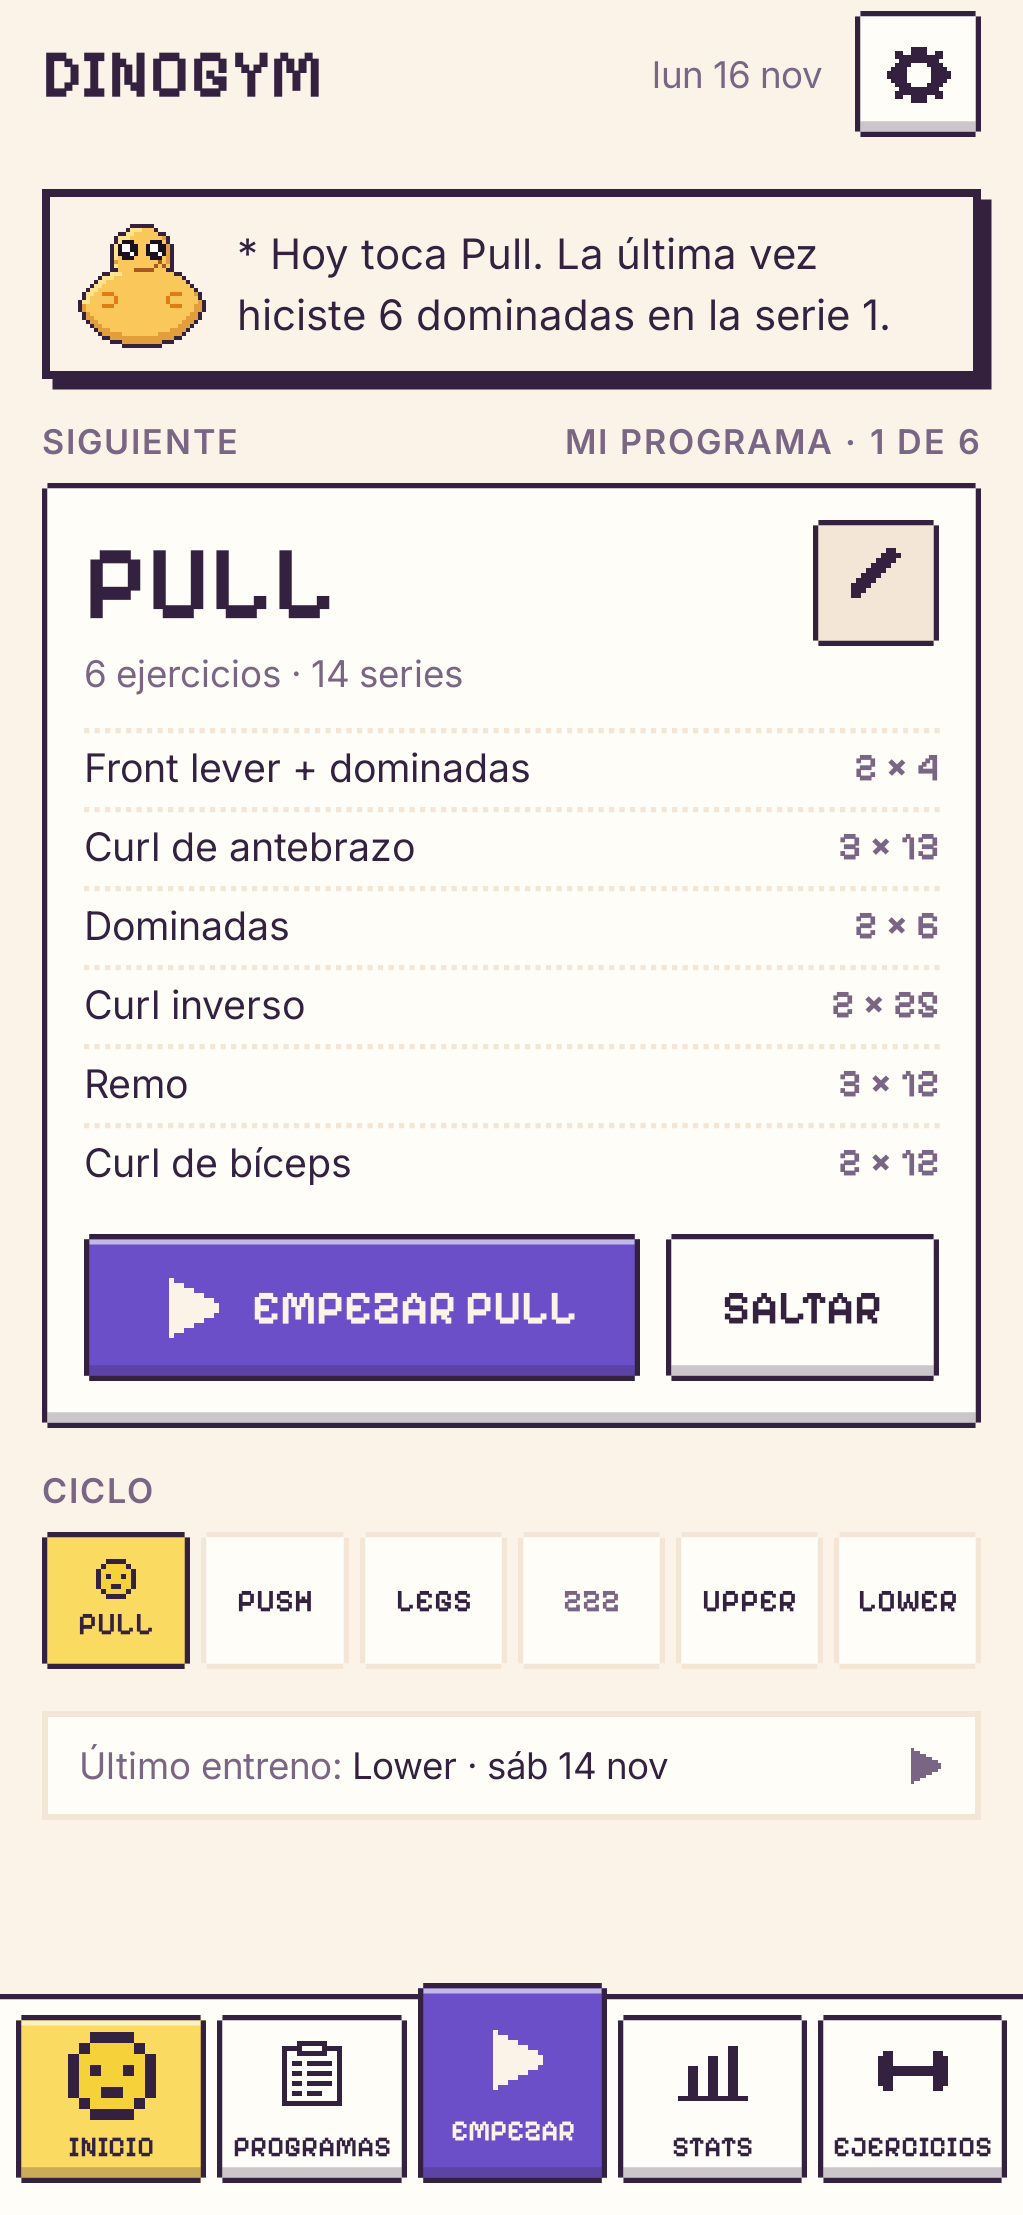 DINOGYM
lun 16 nov
* Hoy toca Pull. La última vez
hiciste 6 dominadas en la serie 1.
SIGUIENTE
MI PROGRAMA · 1 DE 6
PULL
6 ejercicios · 14 series
Front lever + dominadas 2 × 4
Curl de antebrazo 3 × 13
Dominadas 2 × 6
Curl inverso 2 × 25
Remo 3 × 12
Curl de bíceps 2 × 12
EMPEZAR PULL
SALTAR
CICLO
PULL
PUSH
LEGS
ZZZ
UPPER
LOWER
Último entreno: Lower · sáb 14 nov
INICIO
PROGRAMAS
EMPEZAR
STATS
EJERCICIOS